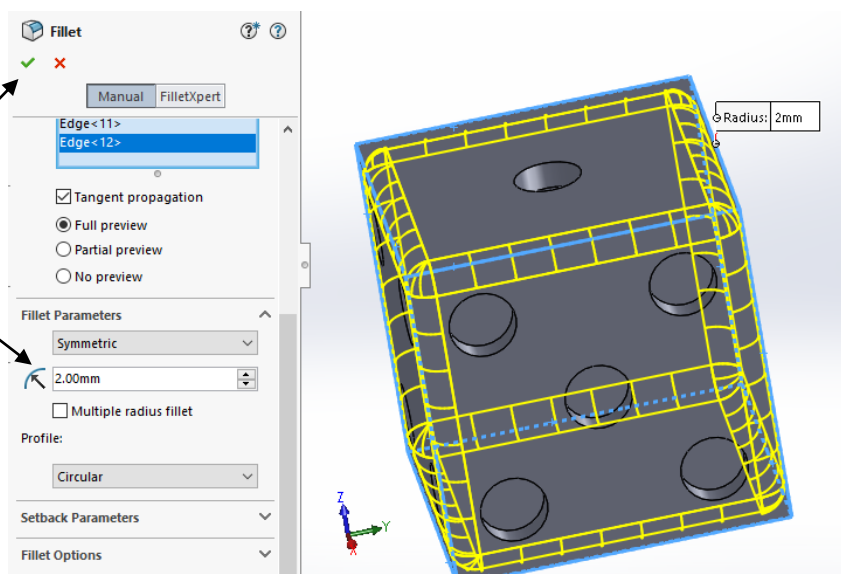 Fillet
Manual FilletXpert
Edge<11>
Edge<12>
Tangent propagation
Full preview
Partial preview
No preview
Fillet Parameters
Symmetric
2.00mm
Multiple radius fillet
Profile:
Circular
Setback Parameters
Fillet Options
Radius: 2mm
Z
Y
X